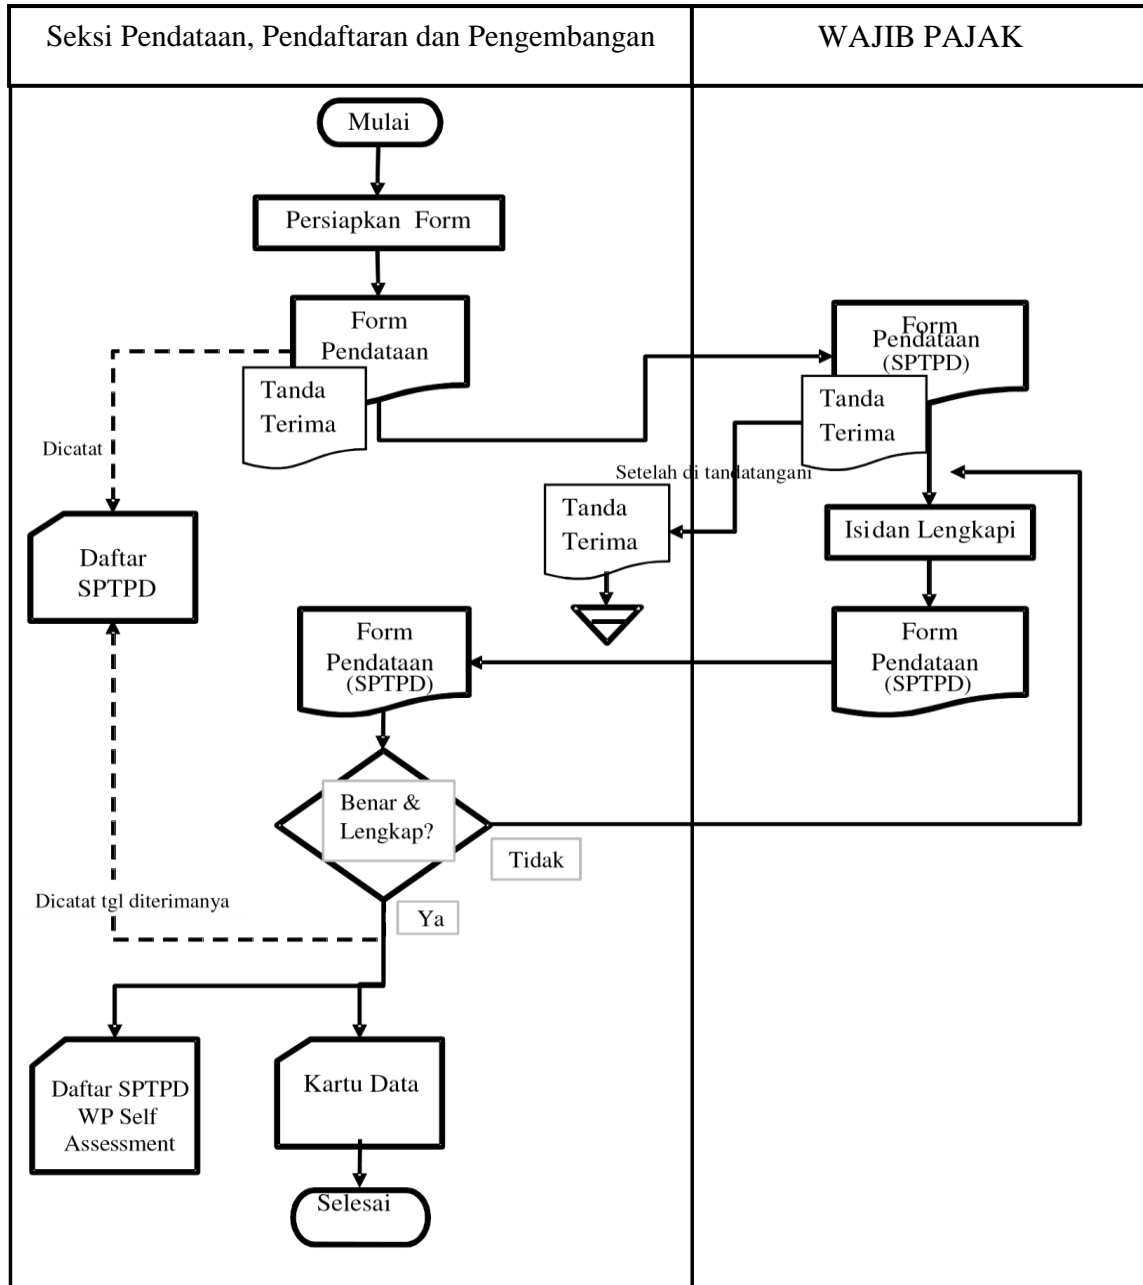 Seksi Pendataan, Pendaftaran dan Pengembangan
WAJIB PAJAK
Mulai
Persiapkan Form
Form
Pendataan
Tanda
Terima
Form
Pendataan
(SPTPD)
Tanda
Terima
Dicatat
Setelah di tandatangani
Tanda
Terima
Isidan Lengkapi
Daftar
SPTPD
Form
Pendataan
(SPTPD)
Form
Pendataan
(SPTPD)
Benar &
Lengkap?
Tidak
Dicatat tgl diterimanya
Ya
Daftar SPTPD
WP Self
Assessment
Kartu Data
Selesai